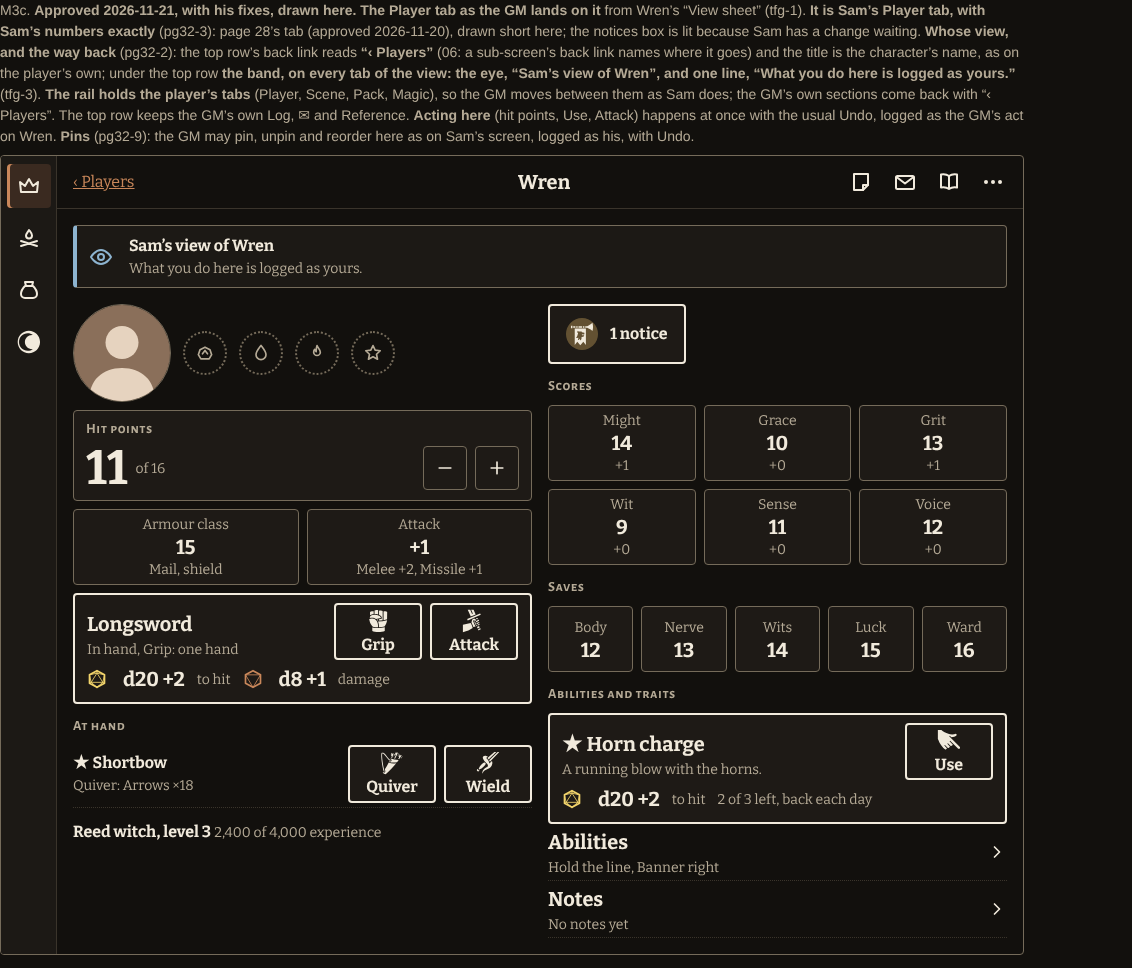 M3c. Approved 2026-11-21, with his fixes, drawn here. The Player tab as the GM lands on it from Wren’s “View sheet” (tfg-1). It is Sam’s Player tab, with
Sam’s numbers exactly (pg32-3): page 28’s tab (approved 2026-11-20), drawn short here; the notices box is lit because Sam has a change waiting. Whose view,
and the way back (pg32-2): the top row’s back link reads “‹ Players” (06: a sub-screen’s back link names where it goes) and the title is the character’s name, as on
the player’s own; under the top row the band, on every tab of the view: the eye, “Sam’s view of Wren”, and one line, “What you do here is logged as yours.”
(tfg-3). The rail holds the player’s tabs (Player, Scene, Pack, Magic), so the GM moves between them as Sam does; the GM’s own sections come back with “‹
Players”. The top row keeps the GM’s own Log, ✉ and Reference. Acting here (hit points, Use, Attack) happens at once with the usual Undo, logged as the GM’s act
on Wren. Pins (pg32-9): the GM may pin, unpin and reorder here as on Sam’s screen, logged as his, with Undo.
‹ Players
Wren
Sam’s view of Wren
What you do here is logged as yours.
Hit points
11 of 16
− +
Armour class
15
Mail, shield
Attack
+1
Melee +2, Missile +1
Longsword
In hand, Grip: one hand
Grip
Attack
d20 +2 to hit d8 +1 damage
At hand
★ Shortbow
Quiver: Arrows ×18
Quiver
Wield
Reed witch, level 3 2,400 of 4,000 experience
1 notice
Scores
Might
14
+1
Grace
10
+0
Grit
13
+1
Wit
9
+0
Sense
11
+0
Voice
12
+0
Saves
Body
12
Nerve
13
Wits
14
Luck
15
Ward
16
Abilities and traits
★ Horn charge
A running blow with the horns.
Use
d20 +2 to hit 2 of 3 left, back each day
Abilities
Hold the line, Banner right
Notes
No notes yet